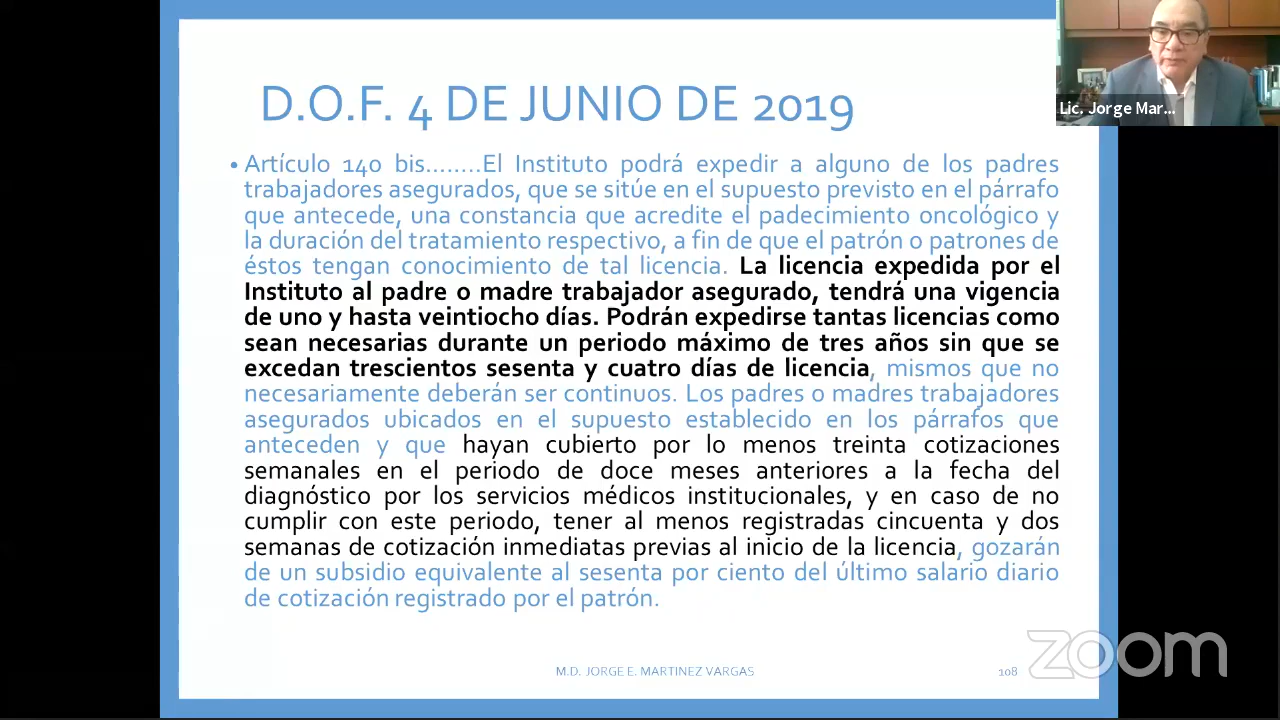 D.O.F. 4 DE JUNIO DE 2019
Lic. Jorge Mar...
• Artículo 140 bis........El Instituto podrá expedir a alguno de los padres
trabajadores asegurados, que se sitúe en el supuesto previsto en el párrafo
que antecede, una constancia que acredite el padecimiento oncológico y
la duración del tratamiento respectivo, a fin de que el patrón o patrones de
éstos tengan conocimiento de tal licencia. La licencia expedida por el
Instituto al padre o madre trabajador asegurado, tendrá una vigencia
de uno y hasta veintiocho días. Podrán expedirse tantas licencias como
sean necesarias durante un periodo máximo de tres años sin que se
excedan trescientos sesenta y cuatro días de licencia, mismos que no
necesariamente deberán ser continuos. Los padres o madres trabajadores
asegurados ubicados en el supuesto establecido en los párrafos que
anteceden y que hayan cubierto por lo menos treinta cotizaciones
semanales en el periodo de doce meses anteriores a la fecha del
diagnóstico por los servicios médicos institucionales, y en caso de no
cumplir con este periodo, tener al menos registradas cincuenta y dos
semanas de cotización inmediatas previas al inicio de la licencia, gozarán
de un subsidio equivalente al sesenta por ciento del último salario diario
de cotización registrado por el patrón.
M.D. JORGE E. MARTINEZ VARGAS
108
zoom